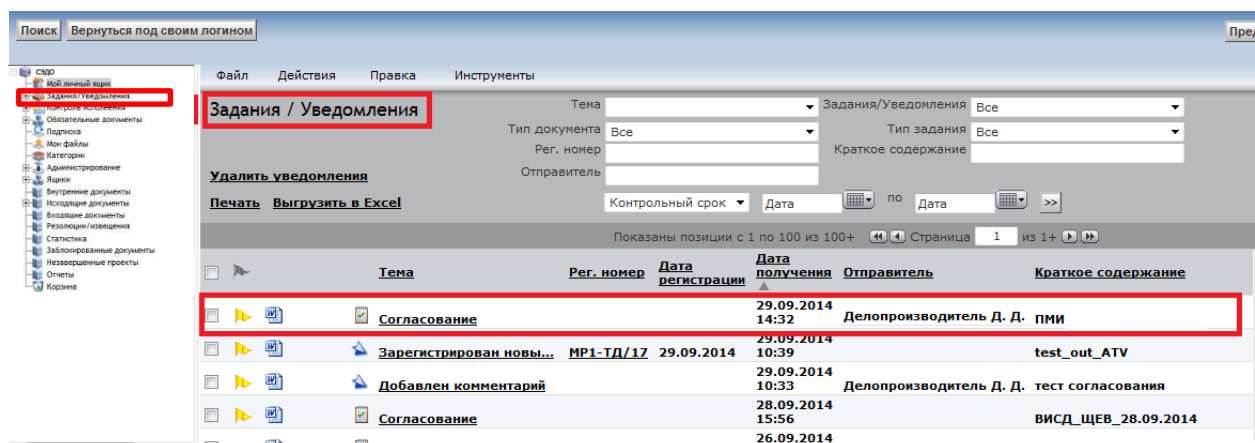 Поиск Вернуться под своим логином Пред
СЭДО
Мой личный ящик
Задания/Уведомления
Контроль исполнения
Обязательные документы
Подписка
Мои файлы
Категории
Администрирование
Ящики
Внутренние документы
Исходящие документы
Входящие документы
Резолюции/извещения
Статистика
Заблокированные документы
Незавершенные проекты
Отчеты
Корзина
Файл Действия Правка Инструменты
Задания / Уведомления
Тема Задания/Уведомления Все
Тип документа Все Тип задания Все
Рег. номер Краткое содержание
Отправитель
Удалить уведомления
Печать Выгрузить в Excel Контрольный срок Дата по Дата >>
Показаны позиции с 1 по 100 из 100+ Страница 1 из 1+
Тема Рег. номер Дата регистрации Дата получения Отправитель Краткое содержание
Согласование 29.09.2014 14:32 Делопроизводитель Д. Д. ПМИ
Зарегистрирован новы... МР1-ТД/17 29.09.2014 29.09.2014 10:39 test_out_ATV
Добавлен комментарий 29.09.2014 10:33 Делопроизводитель Д. Д. тест согласования
Согласование 28.09.2014 15:56 ВИСД_ЩЕВ_28.09.2014
26.09.2014